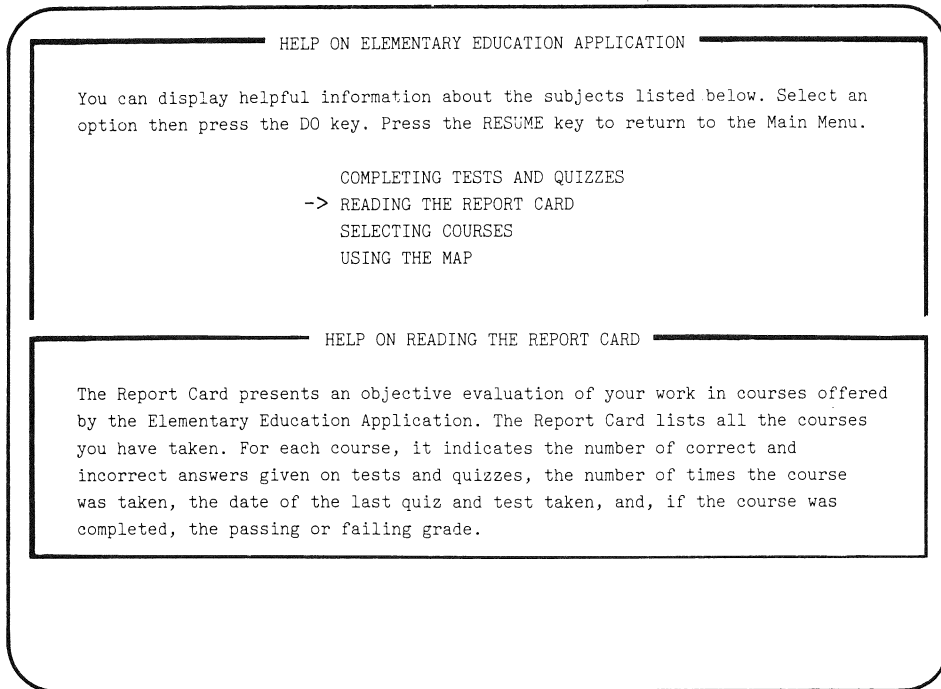 HELP ON ELEMENTARY EDUCATION APPLICATION
You can display helpful information about the subjects listed below. Select an
option then press the DO key. Press the RESUME key to return to the Main Menu.
COMPLETING TESTS AND QUIZZES
-> READING THE REPORT CARD
SELECTING COURSES
USING THE MAP
HELP ON READING THE REPORT CARD
The Report Card presents an objective evaluation of your work in courses offered
by the Elementary Education Application. The Report Card lists all the courses
you have taken. For each course, it indicates the number of correct and
incorrect answers given on tests and quizzes, the number of times the course
was taken, the date of the last quiz and test taken, and, if the course was
completed, the passing or failing grade.